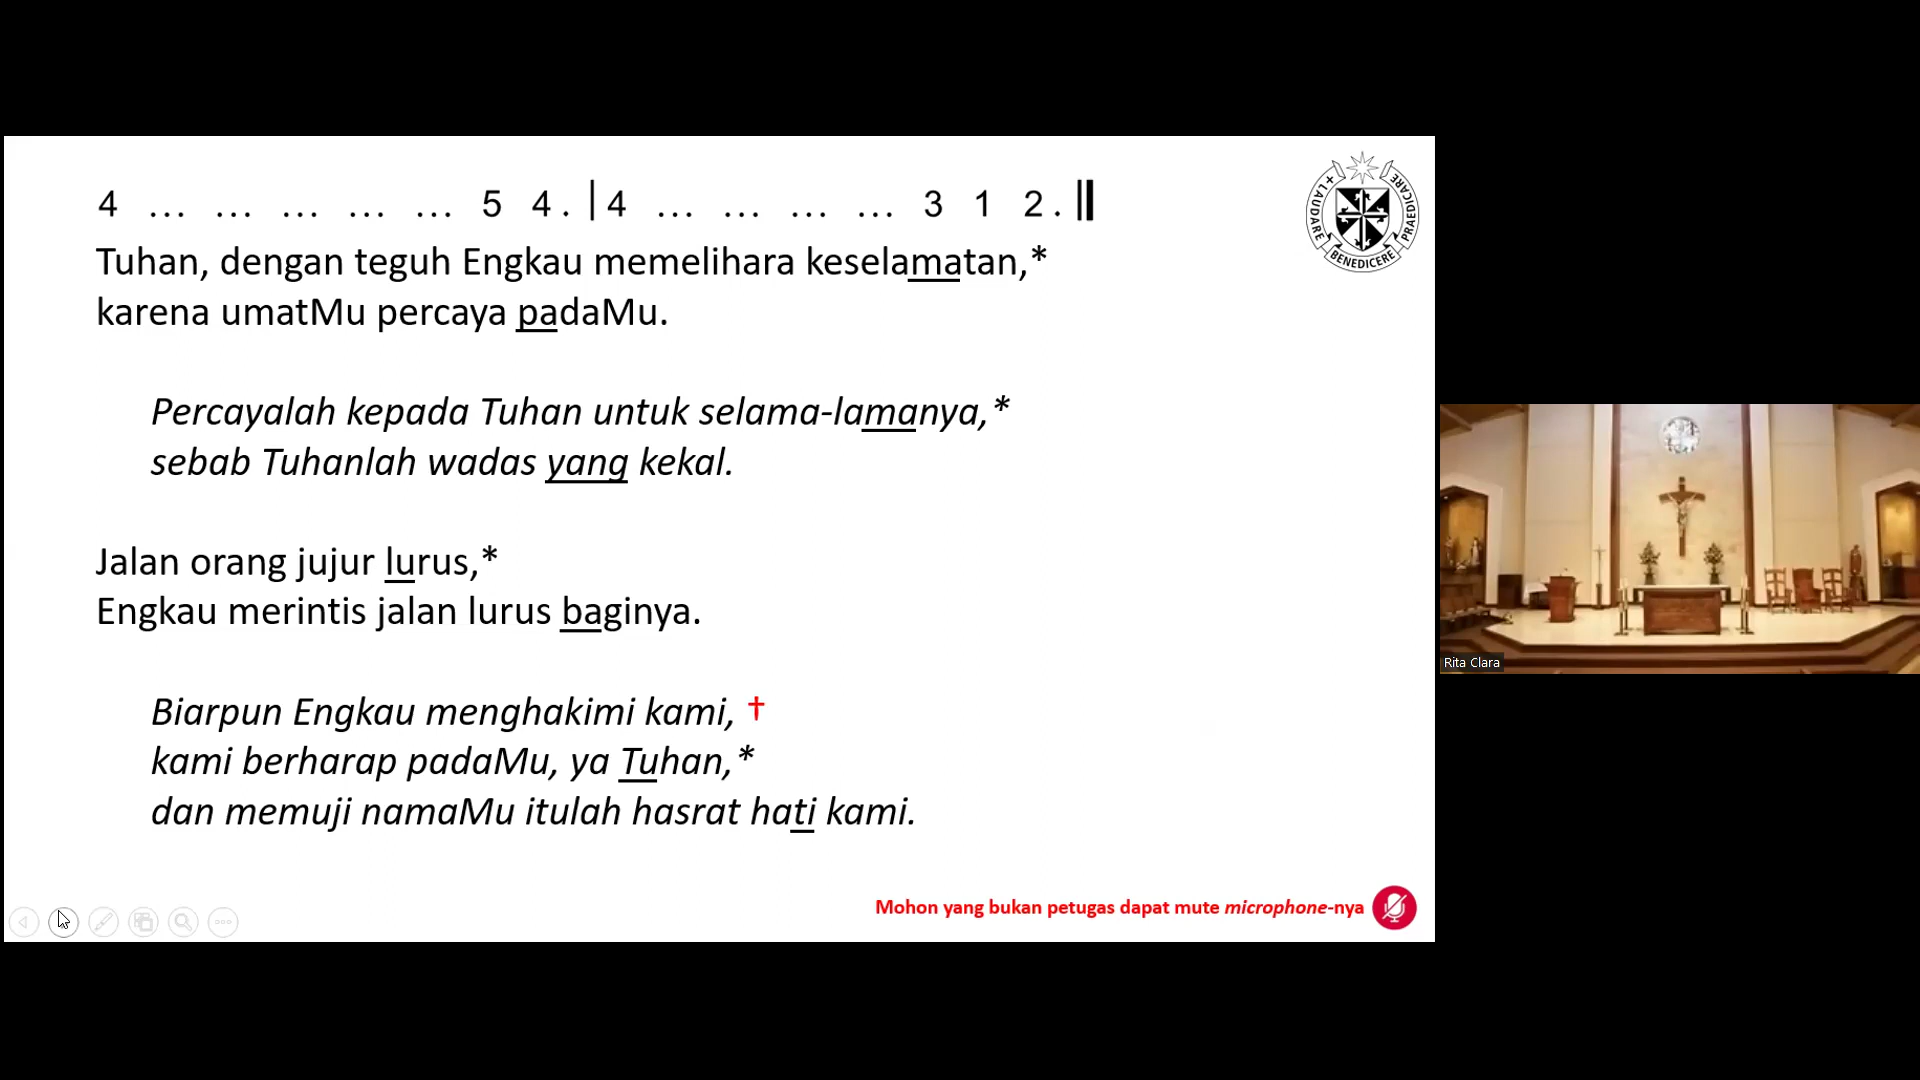 4 ... ... ... ... ... 5 4 . | 4 ... ... ... ... 3 1 2 . ||
Tuhan, dengan teguh Engkau memelihara keselamatan,*
karena umatMu percaya padaMu.
Percayalah kepada Tuhan untuk selama-lamanya,*
sebab Tuhanlah wadas yang kekal.
Jalan orang jujur lurus,*
Engkau merintis jalan lurus baginya.
Biarpun Engkau menghakimi kami, †
kami berharap padaMu, ya Tuhan,*
dan memuji namaMu itulah hasrat hati kami.
Mohon yang bukan petugas dapat mute microphone-nya
+ LAUDARE
BENEDICERE
PRAEDICARE
Rita Clara